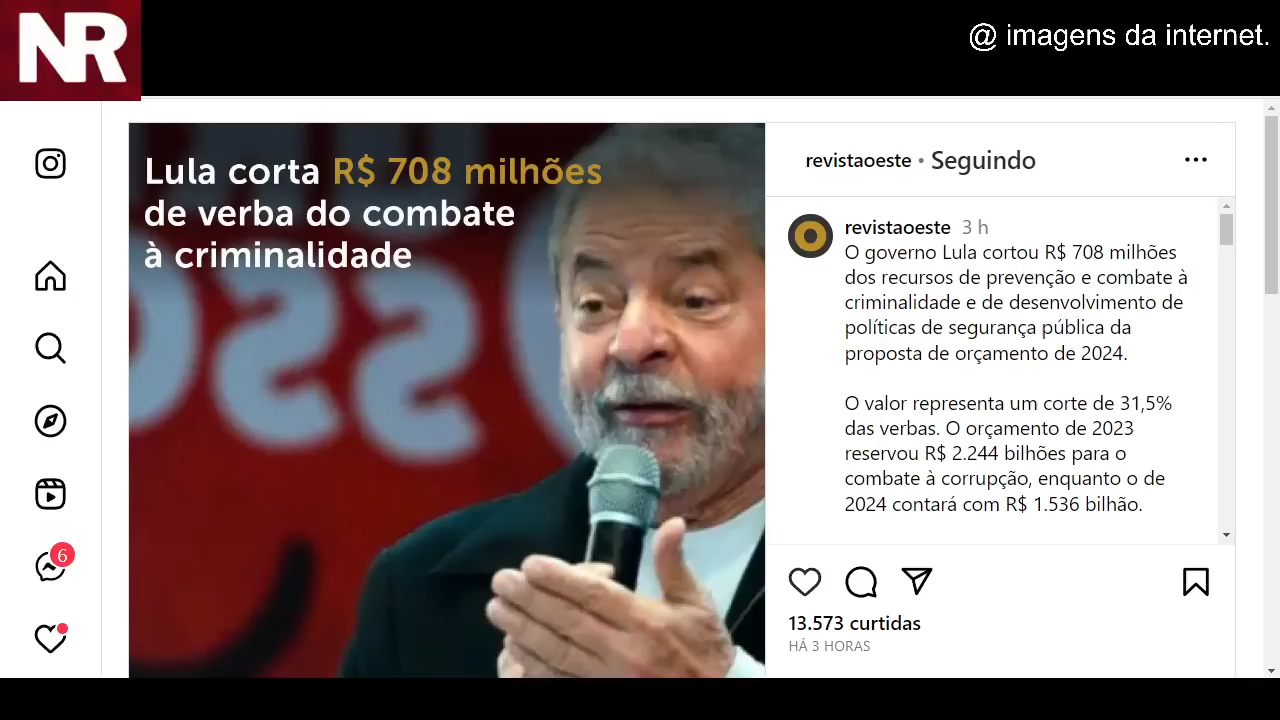 NR
@ imagens da internet.
Lula corta R$ 708 milhões
de verba do combate
à criminalidade
revistaoeste • Seguindo
revistaoeste 3 h
O governo Lula cortou R$ 708 milhões
dos recursos de prevenção e combate à
criminalidade e de desenvolvimento de
políticas de segurança pública da
proposta de orçamento de 2024.
O valor representa um corte de 31,5%
das verbas. O orçamento de 2023
reservou R$ 2.244 bilhões para o
combate à corrupção, enquanto o de
2024 contará com R$ 1.536 bilhão.
6
13.573 curtidas
HÁ 3 HORAS